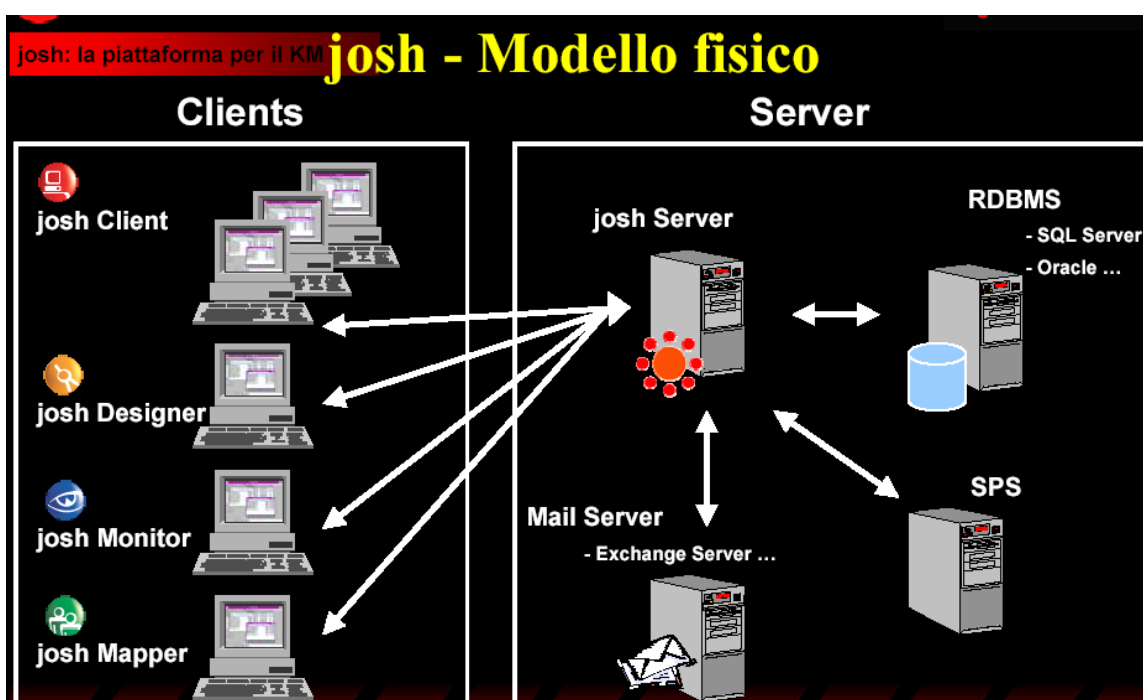 josh: la piattaforma per il KM
josh - Modello fisico
Clients
Server
josh Client
josh Designer
josh Monitor
josh Mapper
josh Server
RDBMS
- SQL Server
- Oracle ...
Mail Server
- Exchange Server ...
SPS